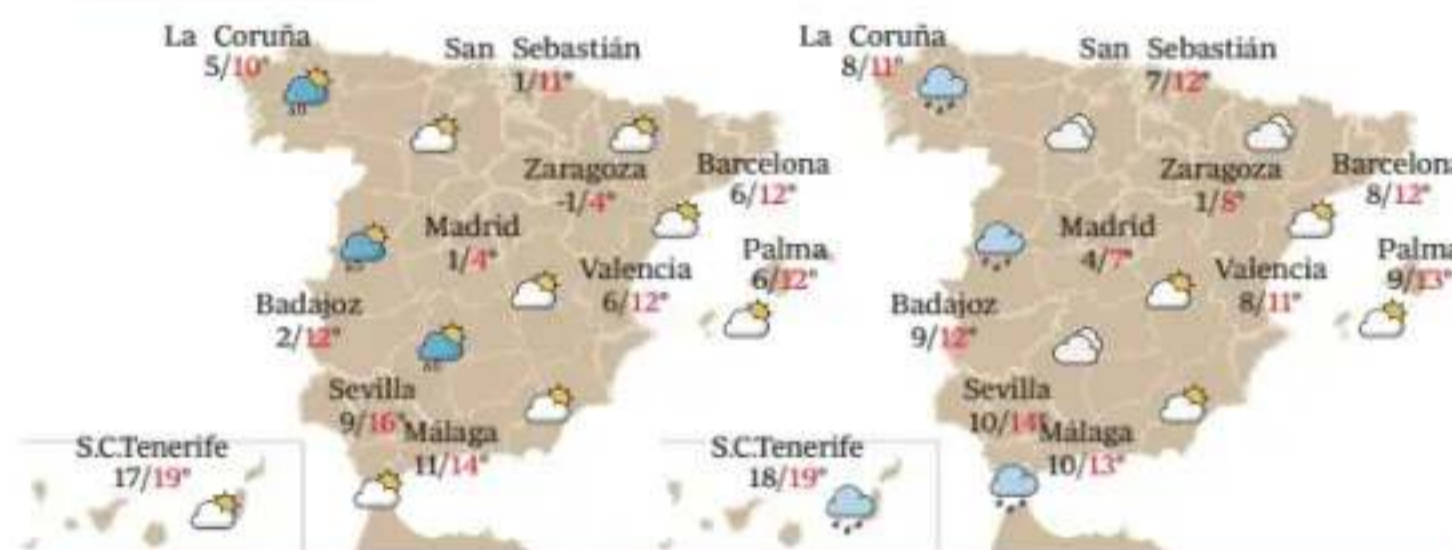 La Coruña
5/10°
San Sebastián
1/11°
Zaragoza
-1/4°
Barcelona
6/12°
Madrid
1/4°
Palma
6/12°
Valencia
6/12°
Badajoz
2/12°
Sevilla
9/16°
Málaga
11/14°
S.C.Tenerife
17/19°
La Coruña
8/11°
San Sebastián
7/12°
Zaragoza
1/8°
Barcelona
8/12°
Madrid
4/7°
Palma
9/13°
Valencia
8/11°
Badajoz
9/12°
Sevilla
10/14°
Málaga
10/13°
S.C.Tenerife
18/19°